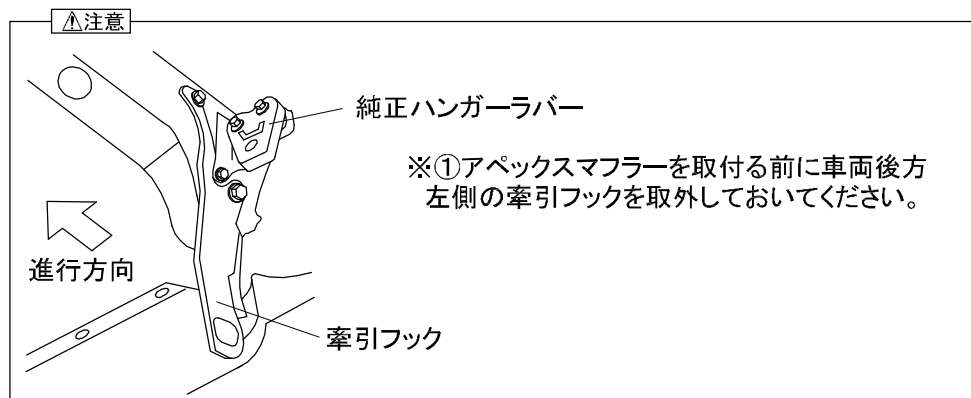 ⚠注意
純正ハンガーラバー
※①アペックスマフラーを取付る前に車両後方
左側の牽引フックを取外しておいてください。
進行方向
牽引フック